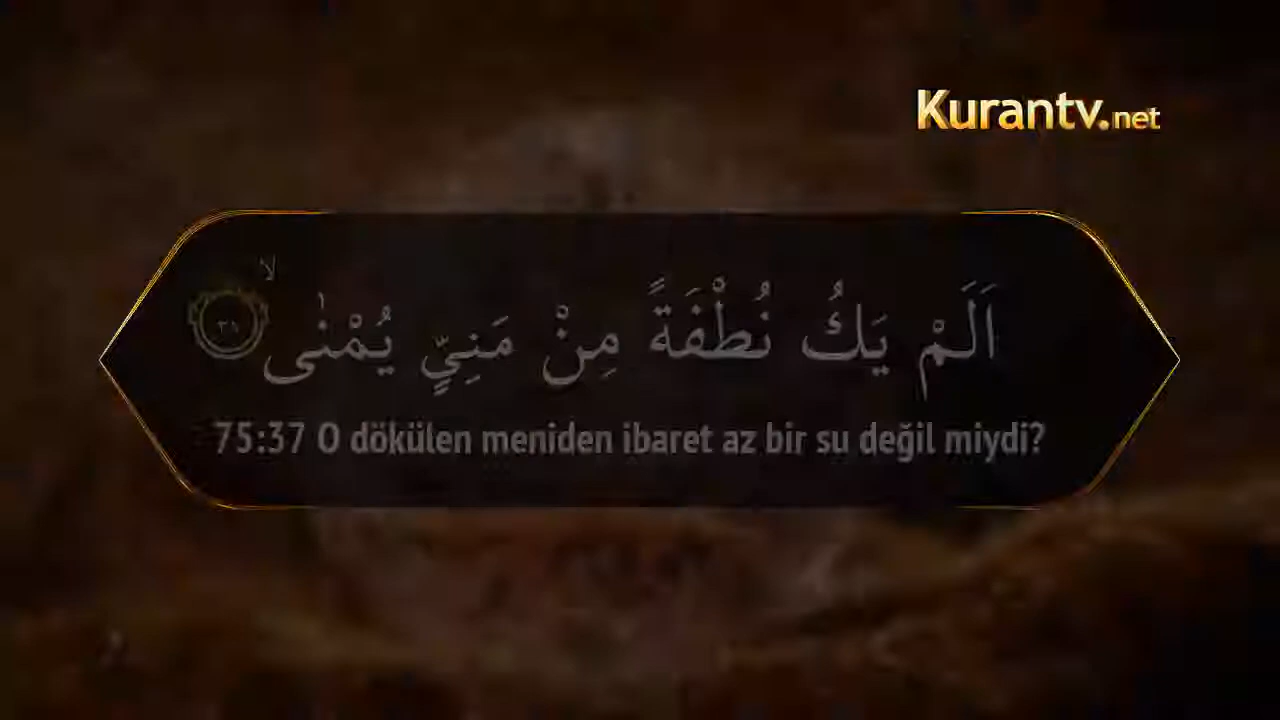 Kurantv.net
اَلَمْ يَكُ نُطْفَةً مِنْ مَنِيٍّ يُمْنٰىۙ
75:37 O dökülen meniden ibaret az bir su değil miydi?